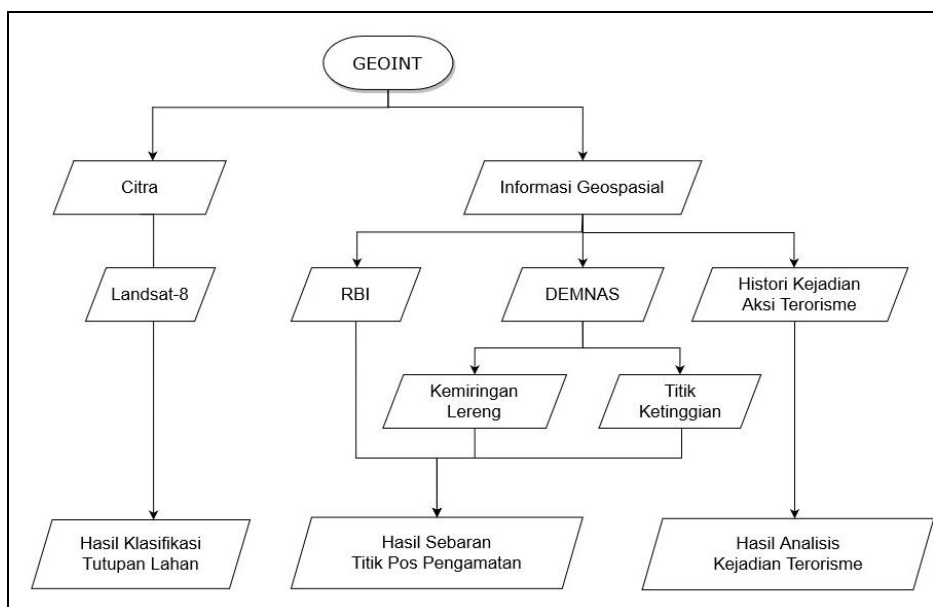 GEOINT
Citra
Informasi Geospasial
Landsat-8
RBI
DEMNAS
Histori Kejadian
Aksi Terorisme
Kemiringan
Lereng
Titik
Ketinggian
Hasil Klasifikasi
Tutupan Lahan
Hasil Sebaran
Titik Pos Pengamatan
Hasil Analisis
Kejadian Terorisme